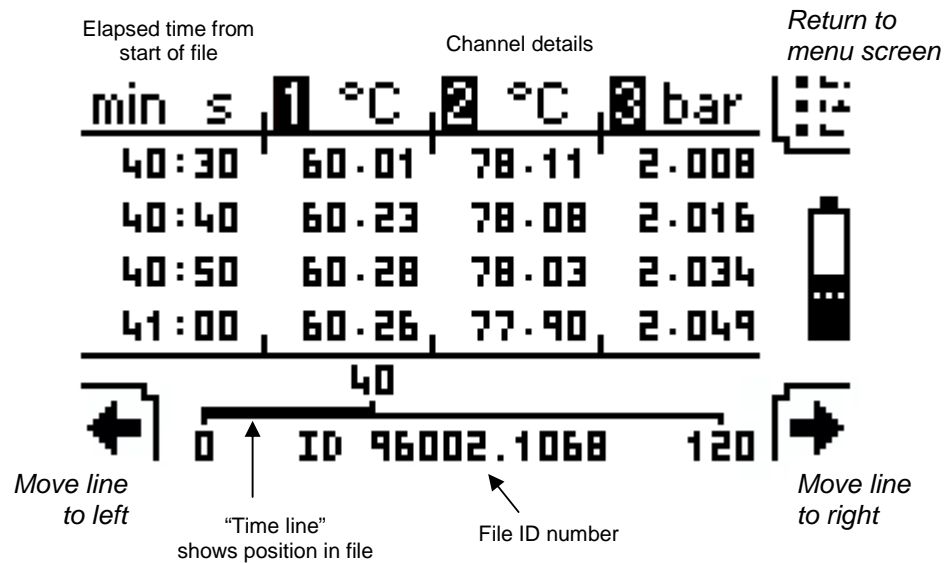 Elapsed time from
start of file
Channel details
Return to
menu screen
min s 1 °C 2 °C 3 bar
40:30 60.01 78.11 2.008
40:40 60.23 78.08 2.016
40:50 60.28 78.03 2.034
41:00 60.26 77.90 2.049
40
0 ID 96002.1068 120
Move line
to left
“Time line”
shows position in file
File ID number
Move line
to right